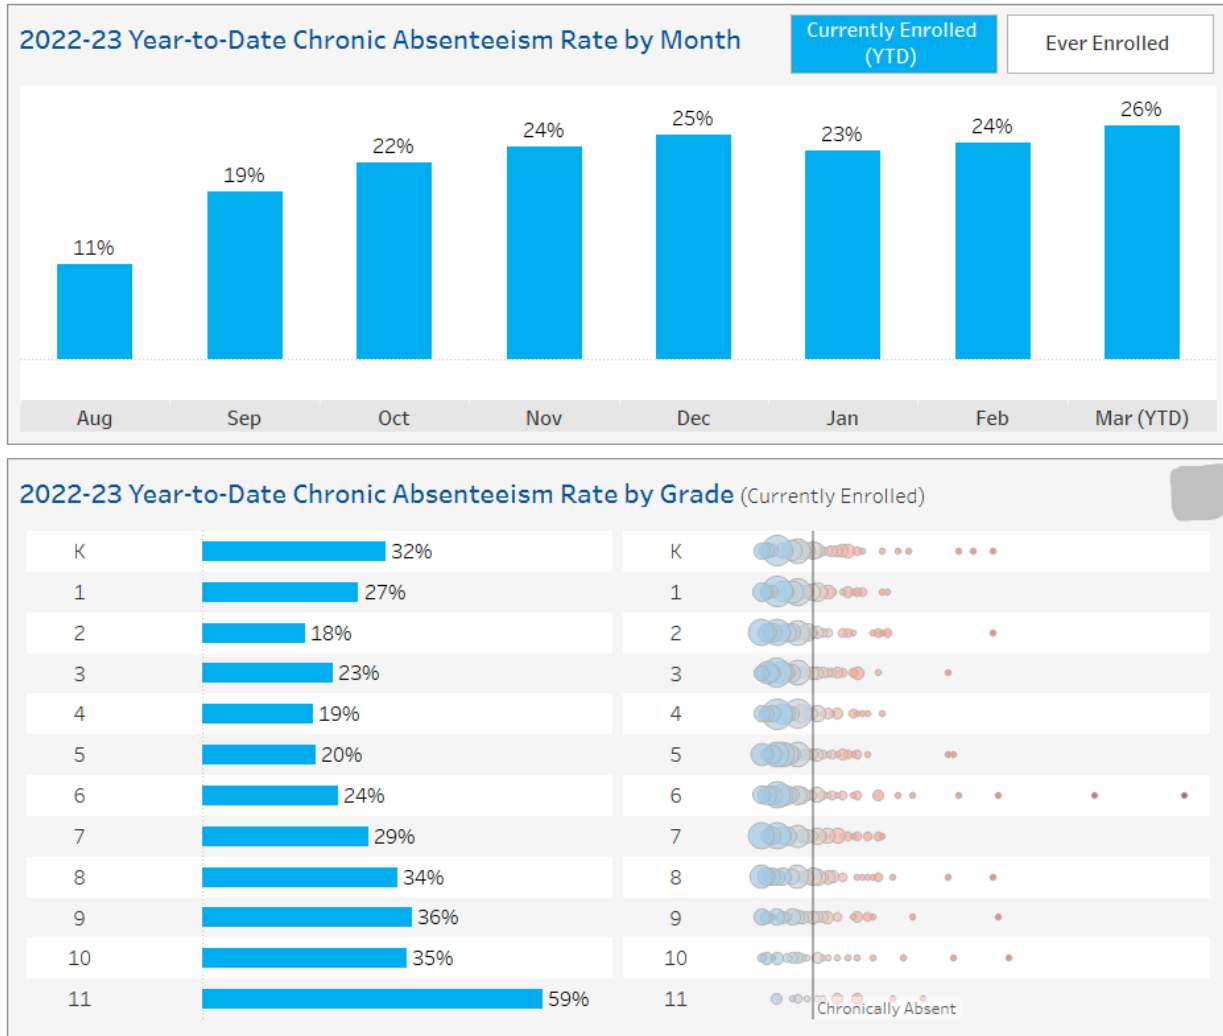 2022-23 Year-to-Date Chronic Absenteeism Rate by Month
Currently Enrolled
(YTD)
Ever Enrolled
11%
19%
22%
24%
25%
23%
24%
26%
Aug Sep Oct Nov Dec Jan Feb Mar (YTD)
2022-23 Year-to-Date Chronic Absenteeism Rate by Grade (Currently Enrolled)
K 32% K
1 27% 1
2 18% 2
3 23% 3
4 19% 4
5 20% 5
6 24% 6
7 29% 7
8 34% 8
9 36% 9
10 35% 10
11 59% 11
Chronically Absent